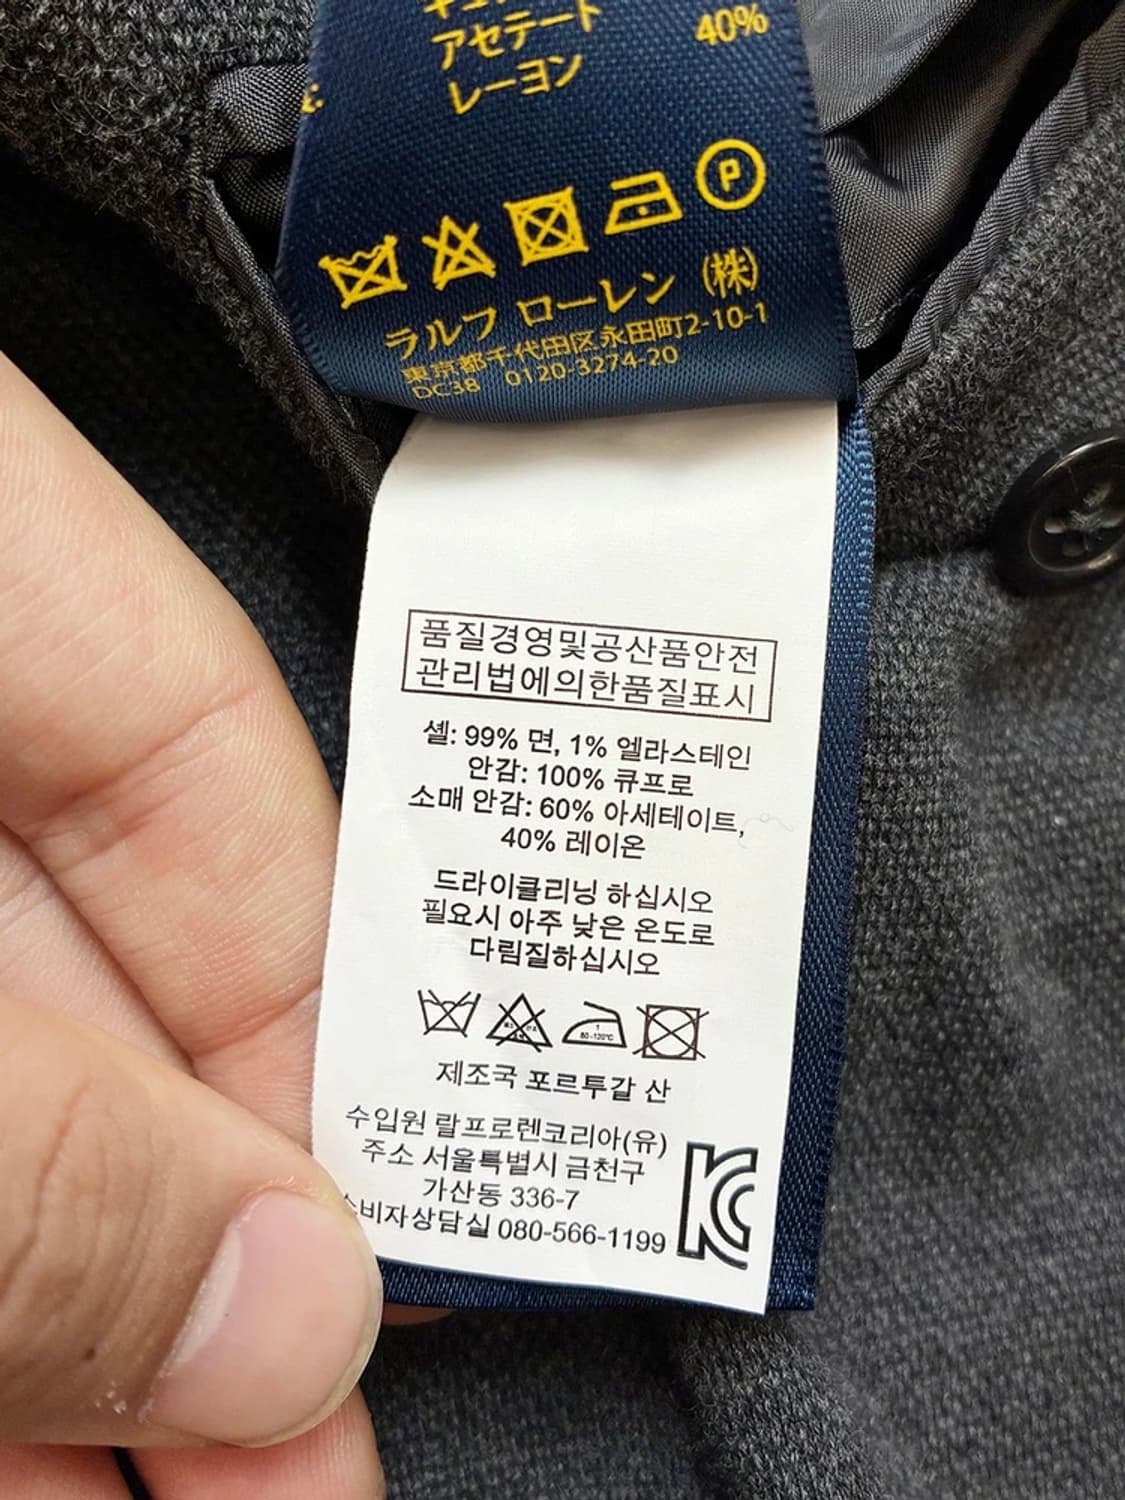 アセテート 40%
レーヨン
P
ラルフ ローレン (株)
東京都千代田区永田町2-10-1
DC38 0120-3274-20
품질경영및공산품안전
관리법에의한품질표시
셸: 99% 면, 1% 엘라스테인
안감: 100% 큐프로
소매 안감: 60% 아세테이트,
40% 레이온
드라이클리닝 하십시오
필요시 아주 낮은 온도로
다림질하십시오
1
80-120℃
제조국 포르투갈 산
수입원 랄프로렌코리아(유)
주소 서울특별시 금천구
가산동 336-7
소비자상담실 080-566-1199
KC